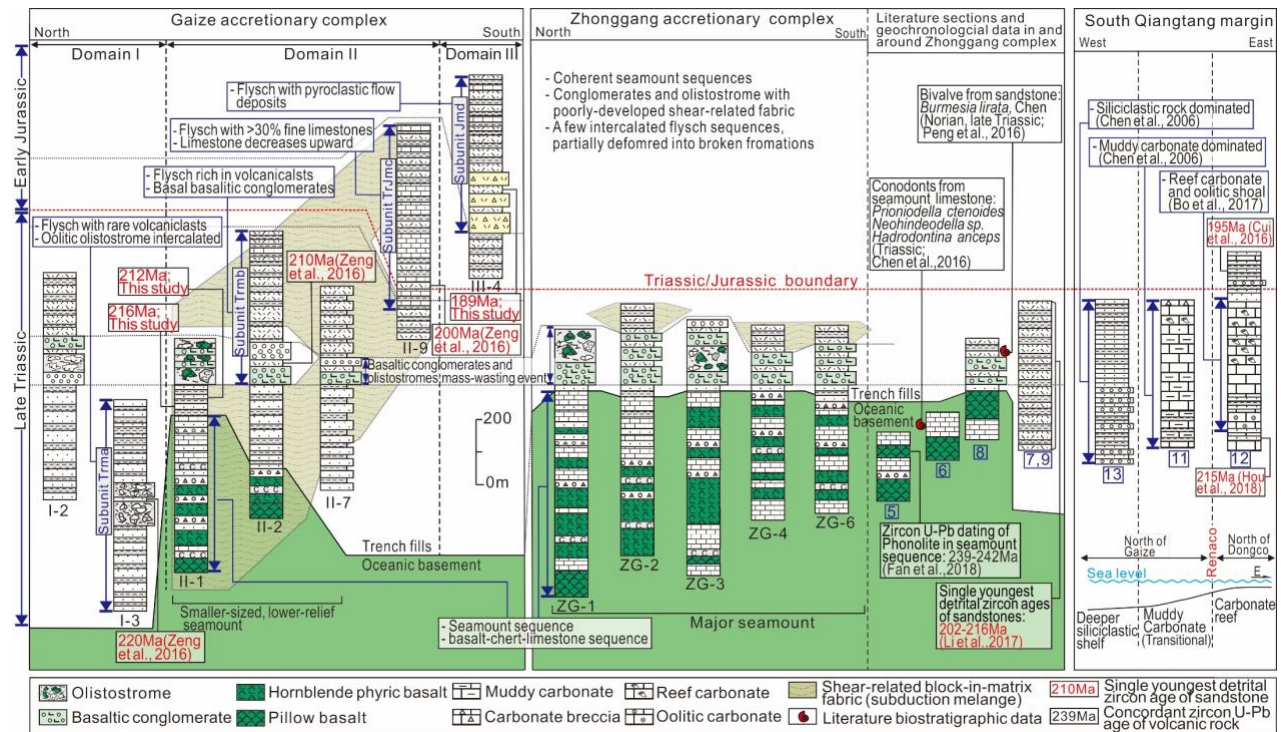 Gaize accretionary complex
North
South
Domain I
Domain II
Domain III
Early Jurassic
Late Triassic
- Flysch with pyroclastic flow
deposits
- Flysch with >30% fine limestones
- Limestone decreases upward
- Flysch rich in volcanicalsts
- Basal basalitic conglomerates
- Flysch with rare volcaniclasts
- Oolitic olistostrome intercalated
Subunit Jmd
Subunit TrJmc
Subunit Trmb
Subunit Trma
212Ma;
This study
216Ma;
This study
210Ma(Zeng
et al., 2016)
189Ma;
This study
200Ma(Zeng
et al., 2016)
220Ma(Zeng
et al., 2016)
III-4
II-9
II-7
II-2
II-1
I-2
I-3
Basaltic conglomerates and
olistostromes; mass-wasting event
200
0m
Trench fills
Oceanic basement
Smaller-sized, lower-relief
seamount
- Seamount sequence
- basalt-chert-limestone sequence
Zhonggang accretionary complex
North
South
- Coherent seamount sequences
- Conglomerates and olistostrome with
poorly-developed shear-related fabric
- A few intercalated flysch sequences,
partially defomred into broken fromations
Triassic/Jurassic boundary
Trench fills
Oceanic basement
ZG-1
ZG-2
ZG-3
ZG-4
ZG-6
Major seamount
Literature sections and
geochronologcial data in and
around Zhonggang complex
Bivalve from sandstone:
Burmesia lirata, Chen
(Norian, late Triassic;
Peng et al., 2016)
Conodonts from
seamount limestone:
Prioniodella ctenoides
Neohindeodella sp.
Hadrodontina anceps
(Triassic;
Chen et al.,2016)
5
6
8
7,9
Zircon U-Pb dating of
Phonolite in seamount
sequence: 239-242Ma
(Fan et al., 2018)
Single youngest
detrital zircon ages
of sandstones:
202-216Ma
(Li et al..2017)
South Qiangtang margin
West
East
- Siliciclastic rock dominated
(Chen et al., 2006)
- Muddy carbonate dominated
(Chen et al., 2006)
- Reef carbonate
and oolitic shoal
(Bo et al., 2017)
195Ma (Cui
et al., 2016)
13
11
12
215Ma (Hou
et al., 2018)
North of
Gaize
Renaco
North of
Dongco
Sea level
E
Deeper
siliciclastic
shelf
Muddy
Carbonate
(Transitional)
Carbonate
reef
Olistostrome
Hornblende phyric basalt
Muddy carbonate
Reef carbonate
Shear-related block-in-matrix
fabric (subduction melange)
210Ma
Single youngest detrital
zircon age of sandstone
Basaltic conglomerate
Pillow basalt
Carbonate breccia
Oolitic carbonate
Literature biostratigraphic data
239Ma
Concordant zircon U-Pb
age of volcanic rock